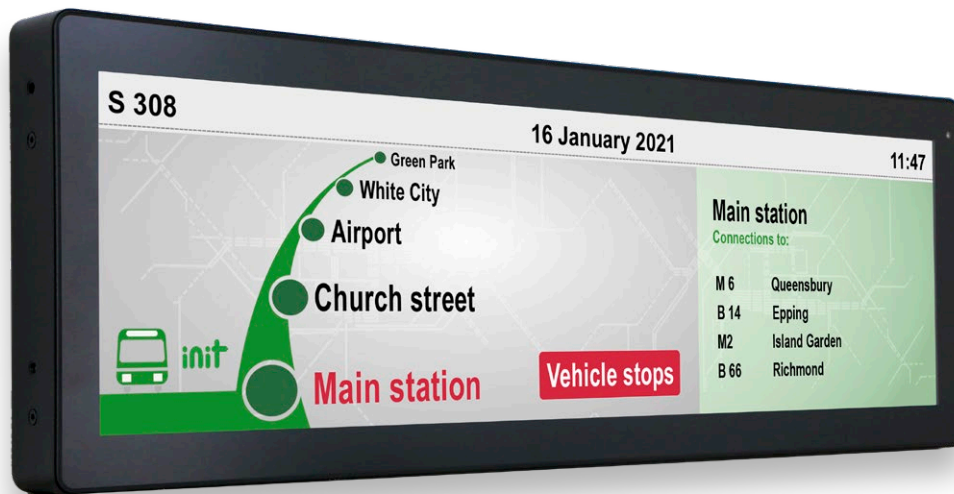 S 308
16 January 2021
11:47
Green Park
White City
Airport
Church street
Main station
init
Vehicle stops
Main station
Connections to:
M 6 Queensbury
B 14 Epping
M2 Island Garden
B 66 Richmond